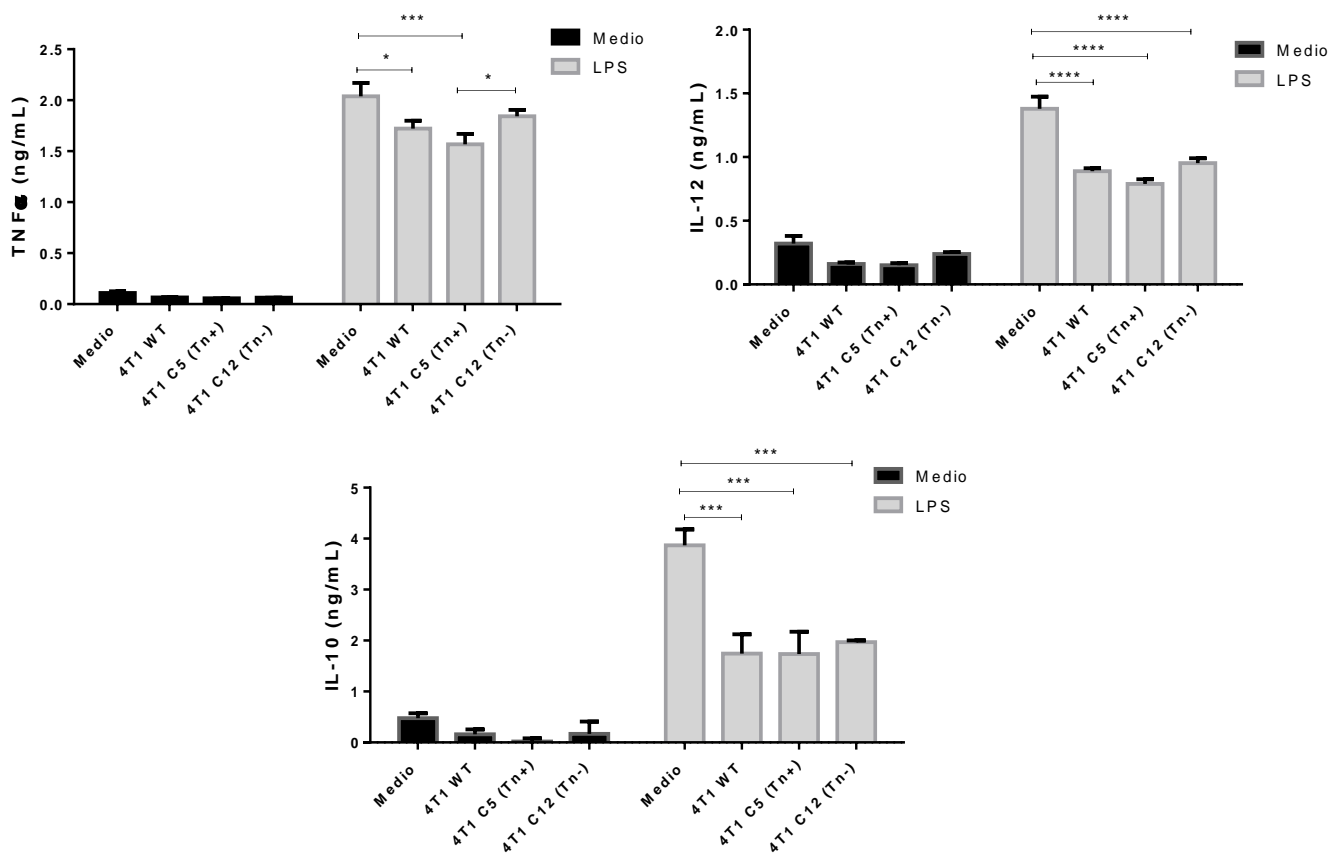 ***
* *
Medio
LPS
TNFα (ng/mL)
2.5
2.0
1.5
1.0
0.5
0.0
Medio
4T1 WT
4T1 C5 (Tn+)
4T1 C12 (Tn-)
Medio
4T1 WT
4T1 C5 (Tn+)
4T1 C12 (Tn-)
****
****
****
Medio
LPS
IL-12 (ng/mL)
2.0
1.5
1.0
0.5
0.0
Medio
4T1 WT
4T1 C5 (Tn+)
4T1 C12 (Tn-)
Medio
4T1 WT
4T1 C5 (Tn+)
4T1 C12 (Tn-)
***
***
***
Medio
LPS
IL-10 (ng/mL)
5
4
3
2
1
0
Medio
4T1 WT
4T1 C5 (Tn+)
4T1 C12 (Tn-)
Medio
4T1 WT
4T1 C5 (Tn+)
4T1 C12 (Tn-)